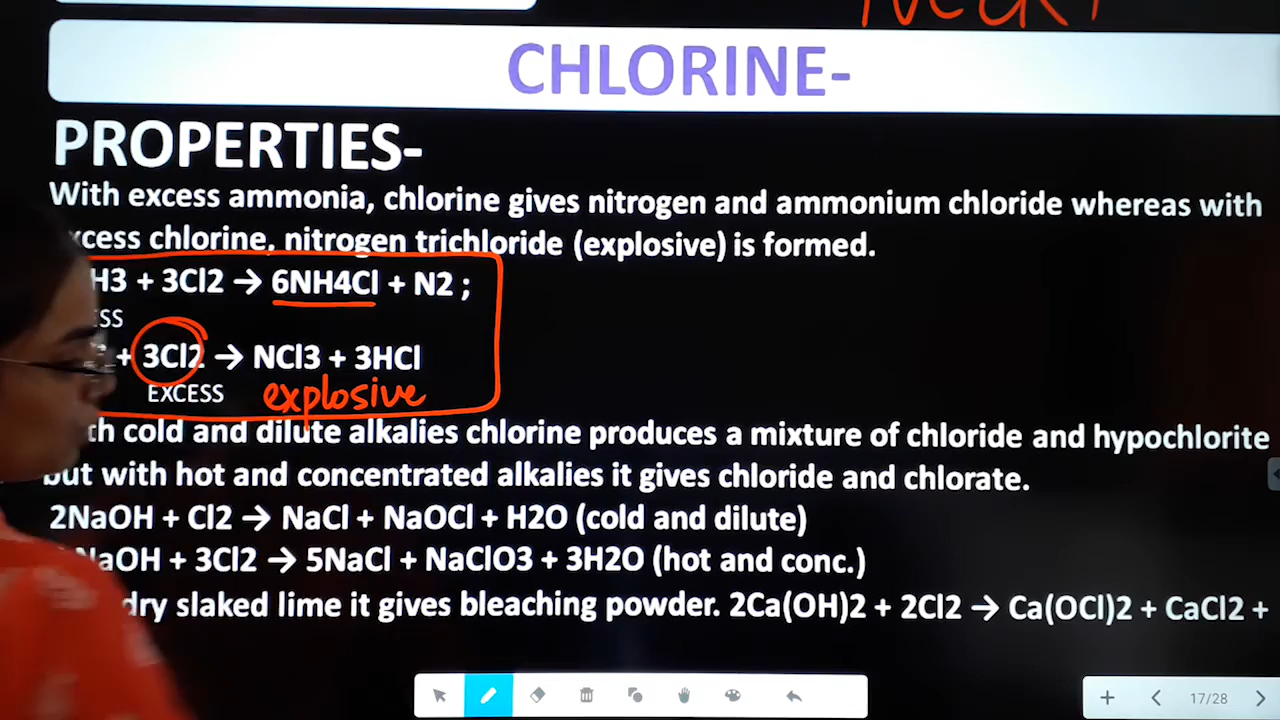 CHLORINE-
PROPERTIES-
With excess ammonia, chlorine gives nitrogen and ammonium chloride whereas with
excess chlorine, nitrogen trichloride (explosive) is formed.
H3 + 3Cl2 → 6NH4Cl + N2 ;
ESS
+ 3Cl2 → NCl3 + 3HCl
EXCESS explosive
th cold and dilute alkalies chlorine produces a mixture of chloride and hypochlorite
but with hot and concentrated alkalies it gives chloride and chlorate.
2NaOH + Cl2 → NaCl + NaOCl + H2O (cold and dilute)
NaOH + 3Cl2 → 5NaCl + NaClO3 + 3H2O (hot and conc.)
dry slaked lime it gives bleaching powder. 2Ca(OH)2 + 2Cl2 → Ca(OCl)2 + CaCl2 +
17/28